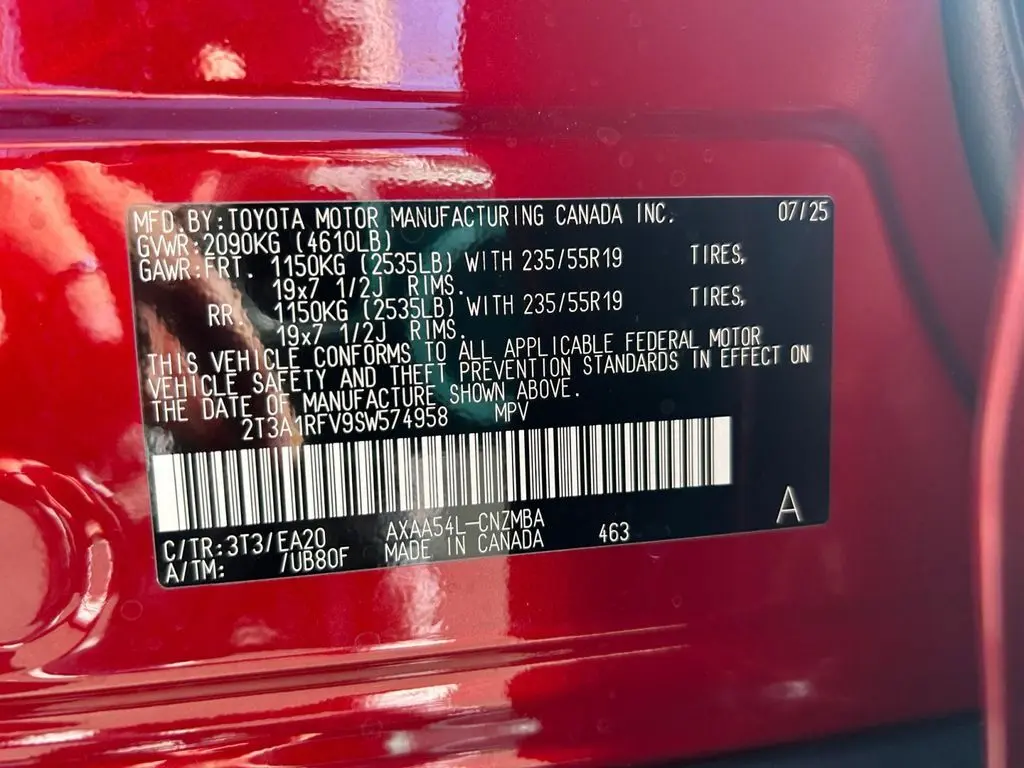 MFD.BY:TOYOTA MOTOR MANUFACTURING CANADA INC. 07/25
GVWR:2090KG (4610LB)
GAWR:FRT. 1150KG (2535LB) WITH 235/55R19 TIRES,
19x7 1/2J RIMS.
RR. 1150KG (2535LB) WITH 235/55R19 TIRES,
19x7 1/2J RIMS.
THIS VEHICLE CONFORMS TO ALL APPLICABLE FEDERAL MOTOR
VEHICLE SAFETY AND THEFT PREVENTION STANDARDS IN EFFECT ON
THE DATE OF MANUFACTURE SHOWN ABOVE.
2T3A1RFV9SW574958 MPV
C/TR:3T3/EA20 AXAA54L-CNZMBA 463 A
A/TM: /UB80F MADE IN CANADA